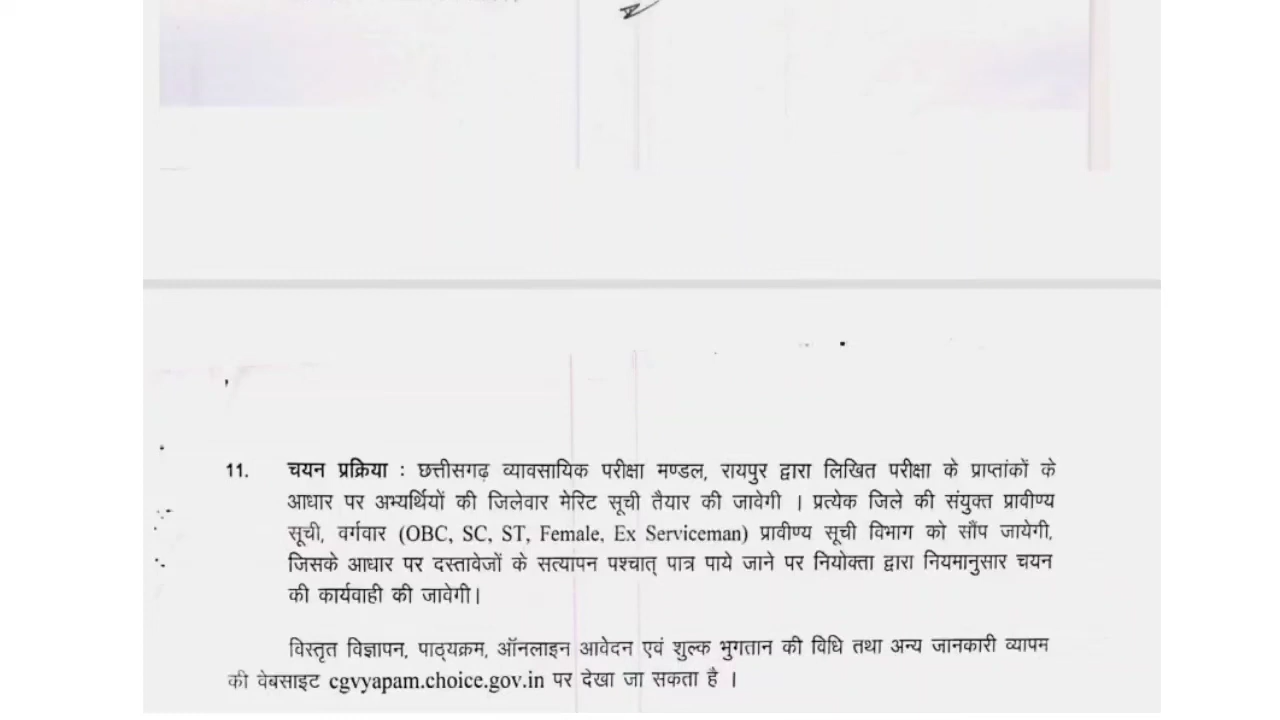 11. चयन प्रक्रिया : छत्तीसगढ़ व्यावसायिक परीक्षा मण्डल, रायपुर द्वारा लिखित परीक्षा के प्राप्तांकों के
आधार पर अभ्यर्थियों की जिलेवार मेरिट सूची तैयार की जावेगी । प्रत्येक जिले की संयुक्त प्रावीण्य
सूची, वर्गवार (OBC, SC, ST, Female, Ex Serviceman) प्रावीण्य सूची विभाग को सौंप जायेगी,
जिसके आधार पर दस्तावेजों के सत्यापन पश्चात् पात्र पाये जाने पर नियोक्ता द्वारा नियमानुसार चयन
की कार्यवाही की जावेगी।
विस्तृत विज्ञापन, पाठ्यक्रम, ऑनलाइन आवेदन एवं शुल्क भुगतान की विधि तथा अन्य जानकारी व्यापम
की वेबसाइट cgvyapam.choice.gov.in पर देखा जा सकता है ।